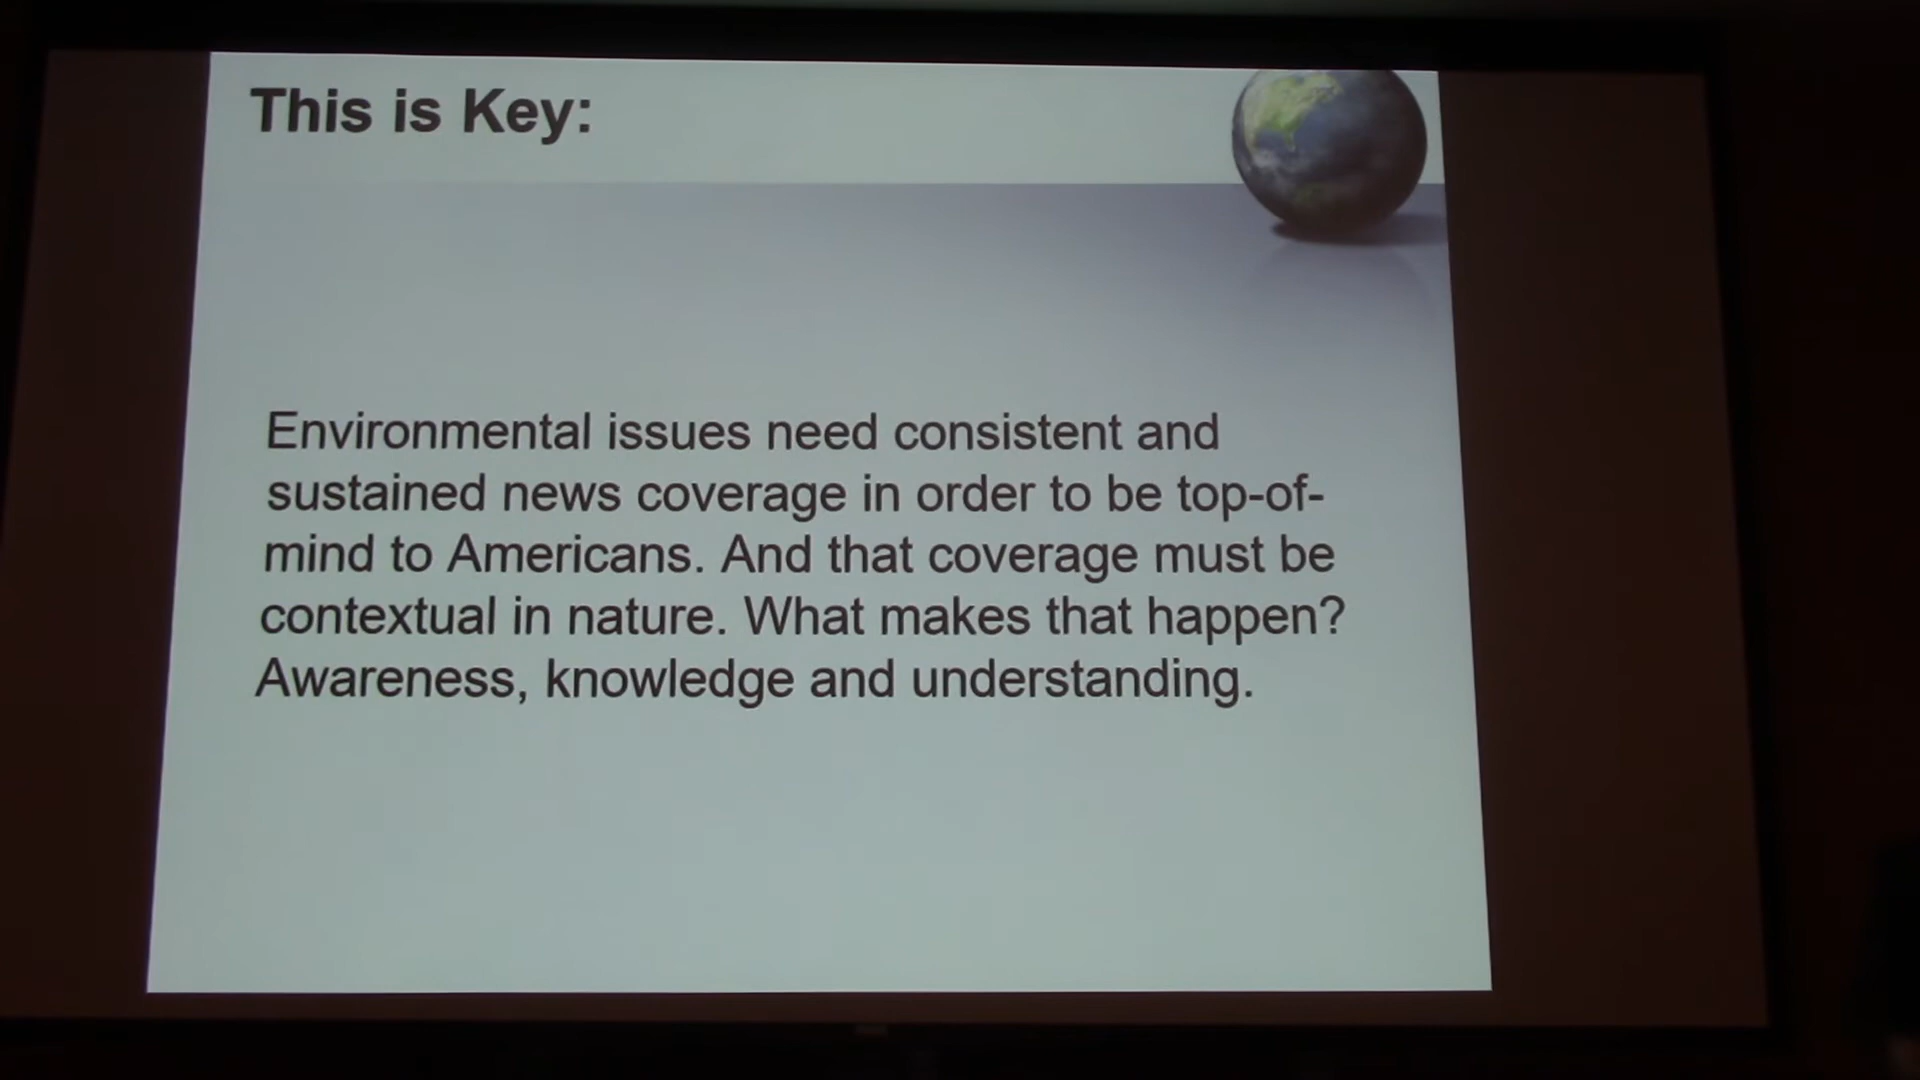 This is Key:
Environmental issues need consistent and
sustained news coverage in order to be top-of-
mind to Americans. And that coverage must be
contextual in nature. What makes that happen?
Awareness, knowledge and understanding.